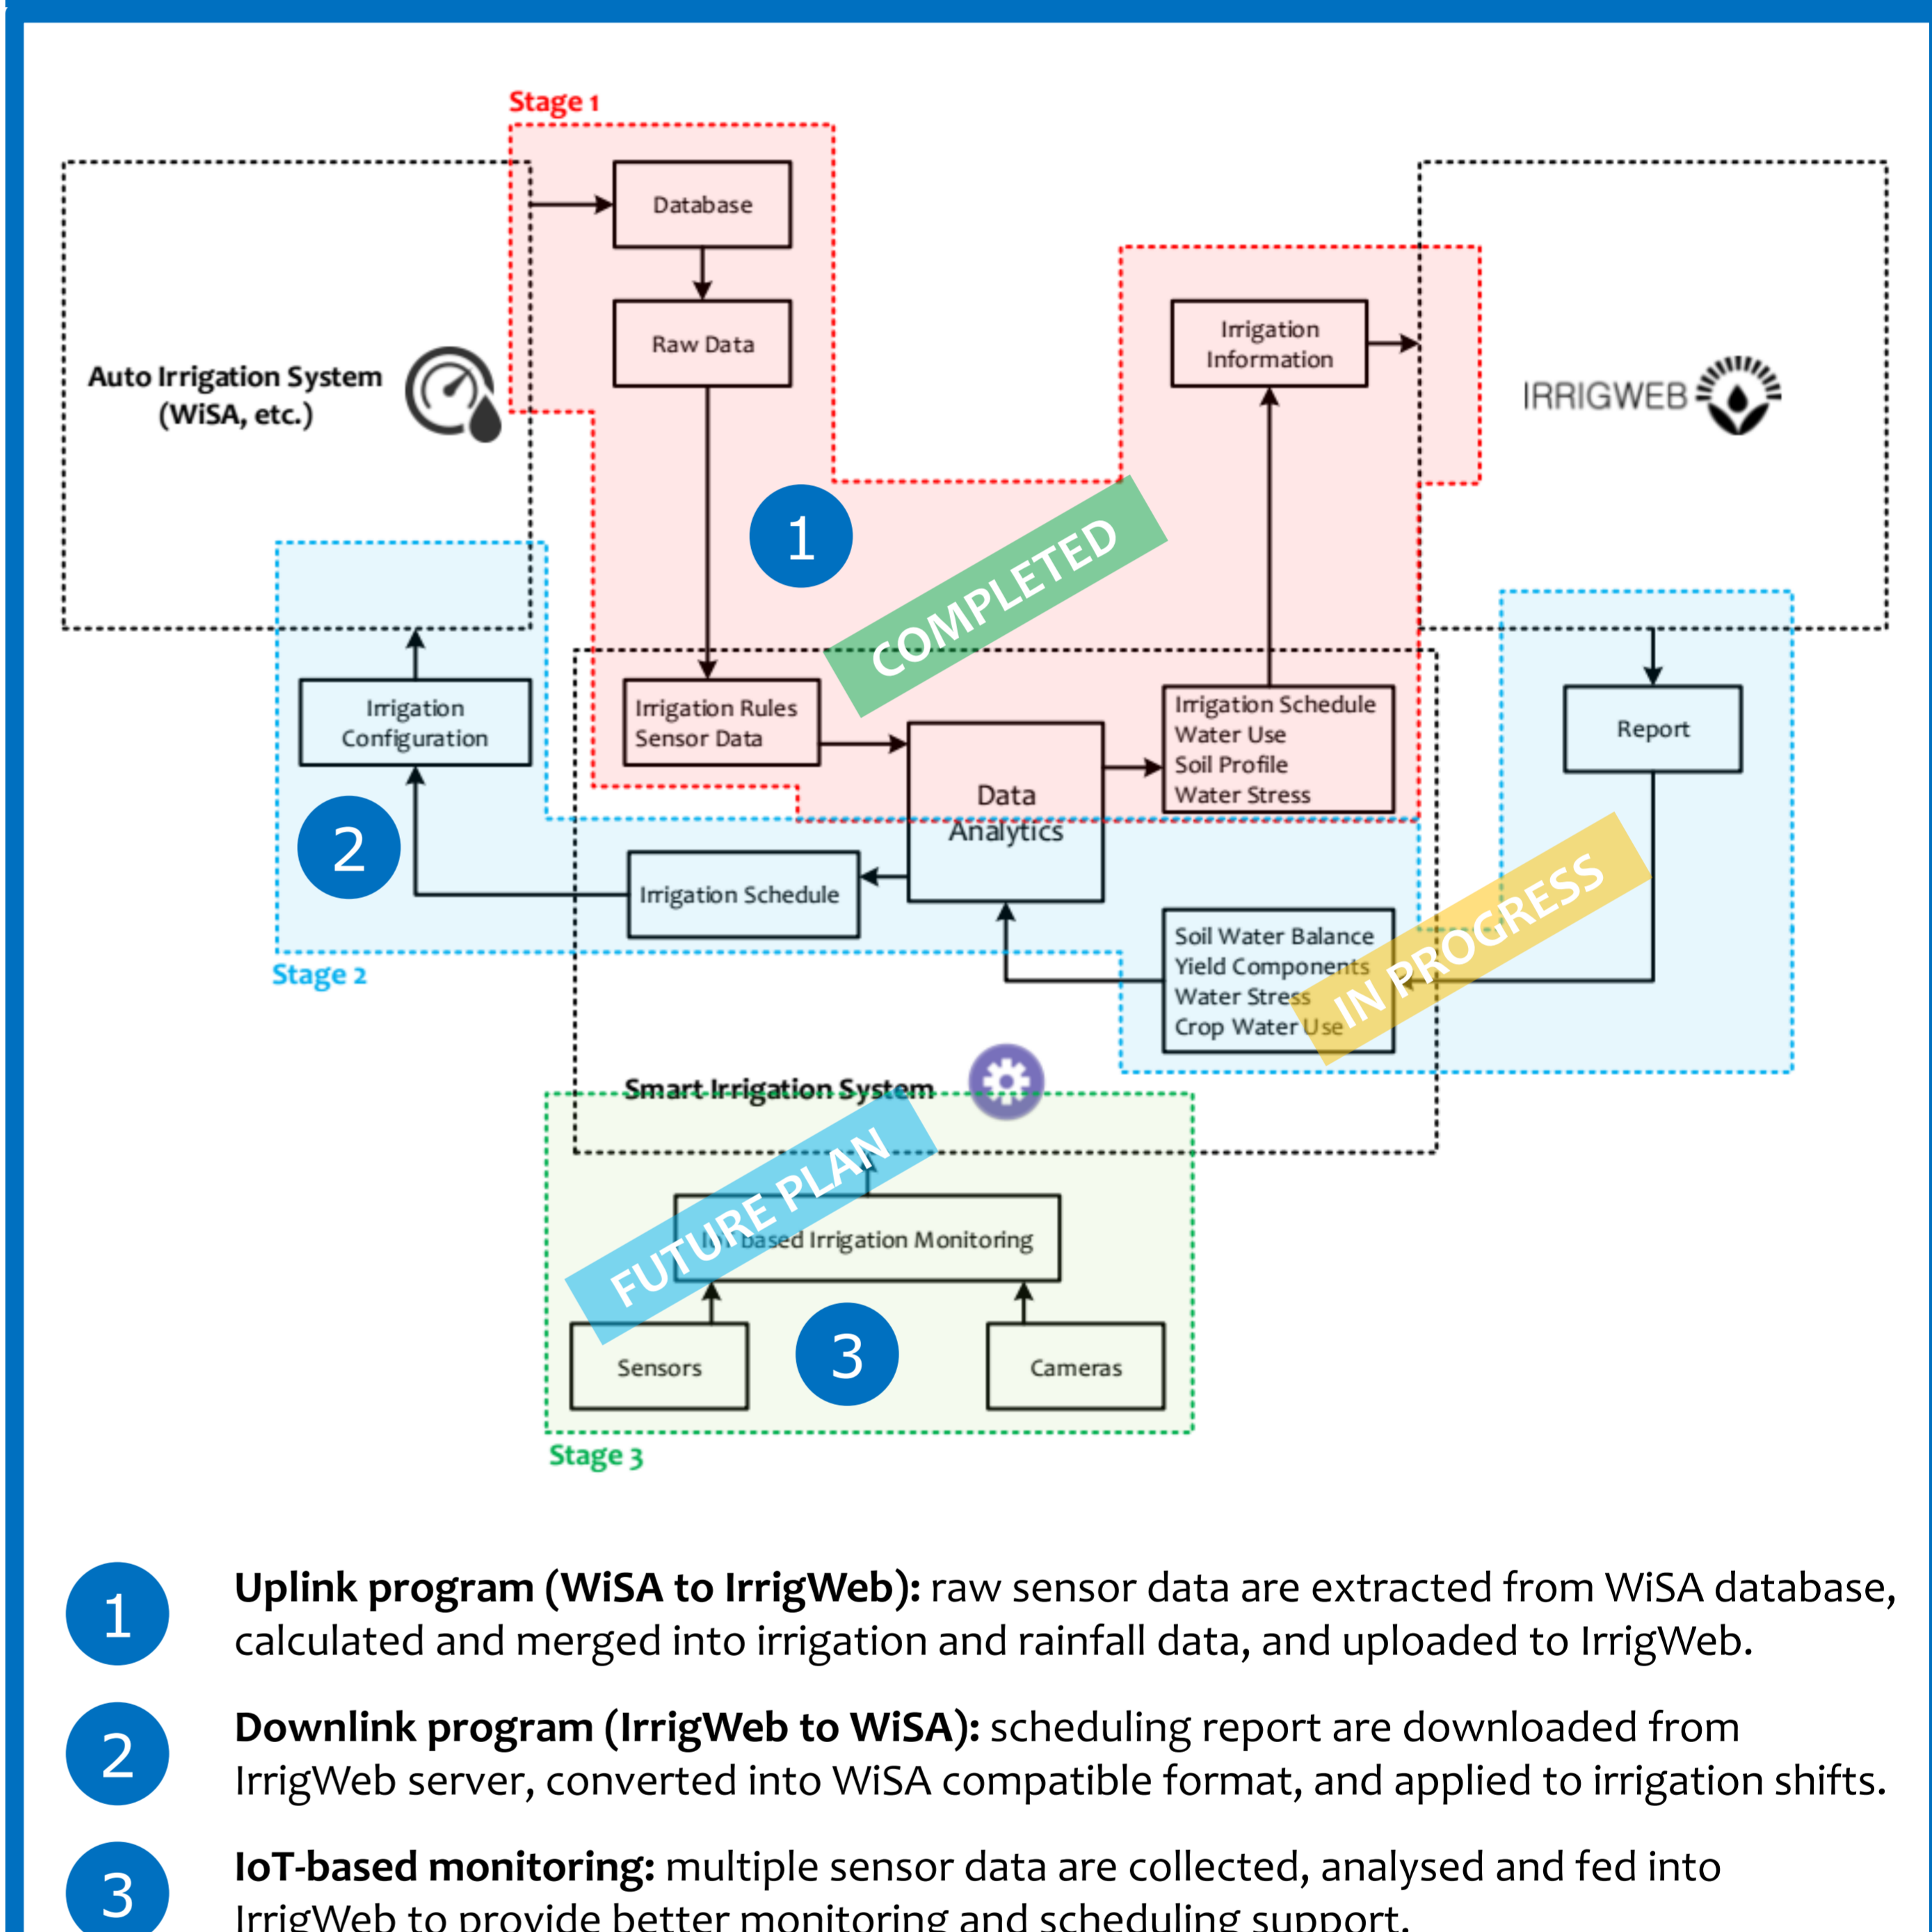 Stage 1
Database
Raw Data
Auto Irrigation System
(WiSA, etc.)
Irrigation
Information
IRRIGWEB
1
COMPLETED
Irrigation
Configuration
Irrigation Rules
Sensor Data
Data
Analytics
Irrigation Schedule
Water Use
Soil Profile
Water Stress
Report
2
Irrigation Schedule
Stage 2
Soil Water Balance
Yield Components
Water Stress
Crop Water Use
IN PROGRESS
Smart Irrigation System
FUTURE PLAN
IoT based Irrigation Monitoring
3
Sensors
Cameras
Stage 3
1
Uplink program (WiSA to IrrigWeb): raw sensor data are extracted from WiSA database,
calculated and merged into irrigation and rainfall data, and uploaded to IrrigWeb.
2
Downlink program (IrrigWeb to WiSA): scheduling report are downloaded from
IrrigWeb server, converted into WiSA compatible format, and applied to irrigation shifts.
3
IoT-based monitoring: multiple sensor data are collected, analysed and fed into
IrrigWeb to provide better monitoring and scheduling support.